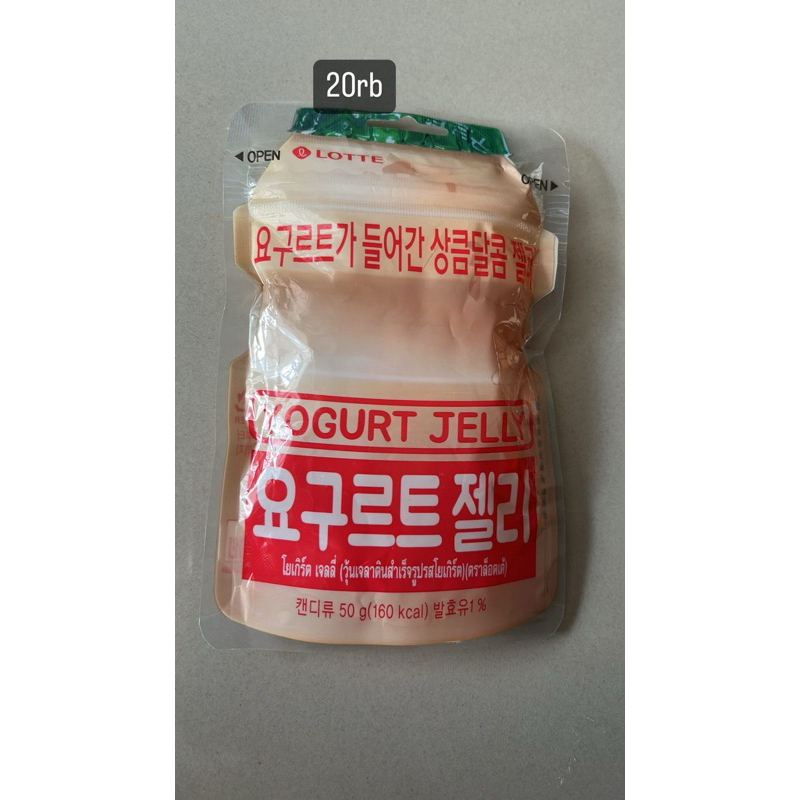 20rb
OPEN
LOTTE
OPEN
요구르트가 들어간 상큼달콤 젤리
YOGURT JELLY
요구르트 젤리
โยเกิร์ต เจลลี่ (วุ้นเจลาตินสำเร็จรูปรสโยเกิร์ต)(ตราล็อตเต้)
캔디류 50 g(160 kcal) 발효유1 %